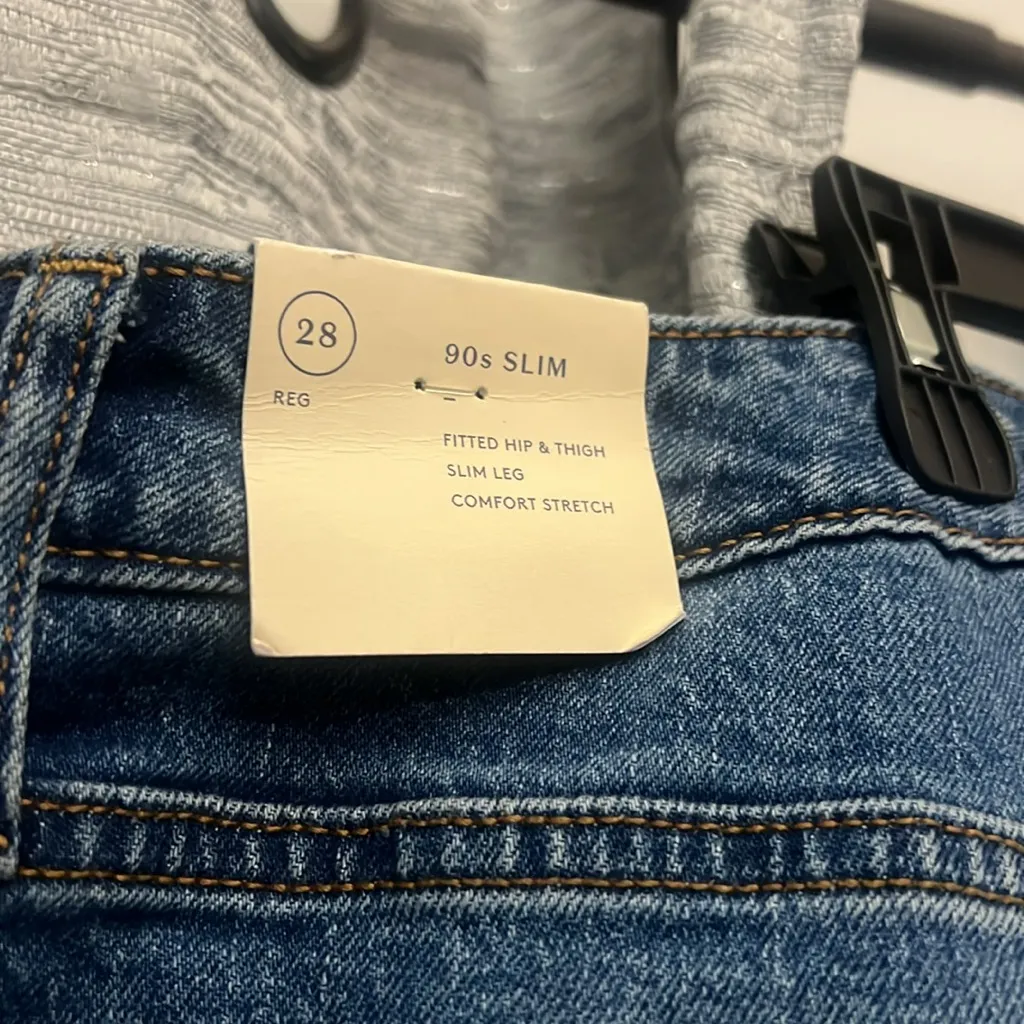 28
REG
90s SLIM
FITTED HIP & THIGH
SLIM LEG
COMFORT STRETCH